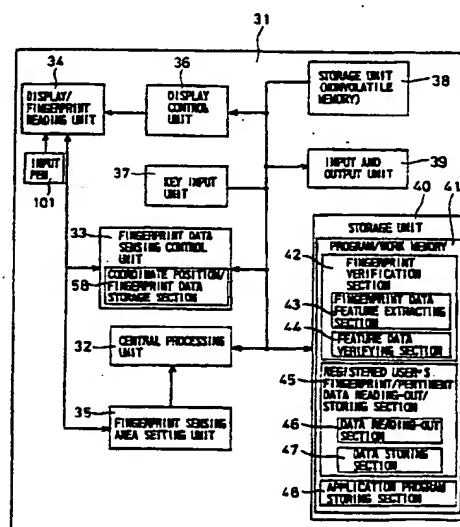 31
34
DISPLAY/
FINGERPRINT
READING UNIT
36
DISPLAY
CONTROL
UNIT
STORAGE UNIT
(NONVOLATILE
MEMORY)
38
INPUT
PEN
101
37
KEY INPUT
UNIT
INPUT AND
OUTPUT UNIT
39
33
FINGERPRINT DATA
SENSING CONTROL
UNIT
58
COORDINATE POSITION/
FINGERPRINT DATA
STORAGE SECTION
32
CENTRAL PROCESSING
UNIT
35
FINGERPRINT SENSING
AREA SETTING UNIT
40
41
STORAGE UNIT
PROGRAM/WORK MEMORY
42
FINGERPRINT
VERIFICATION
SECTION
43
FINGERPRINT DATA
FEATURE EXTRACTING
SECTION
44
FEATURE DATA
VERIFYING SECTION
45
REGISTERED USER'S
FINGERPRINT/PERTINENT
DATA READING-OUT/
STORING SECTION
46
DATA READING-OUT
SECTION
47
DATA STORING
SECTION
48
APPLICATION PROGRAM
STORING SECTION